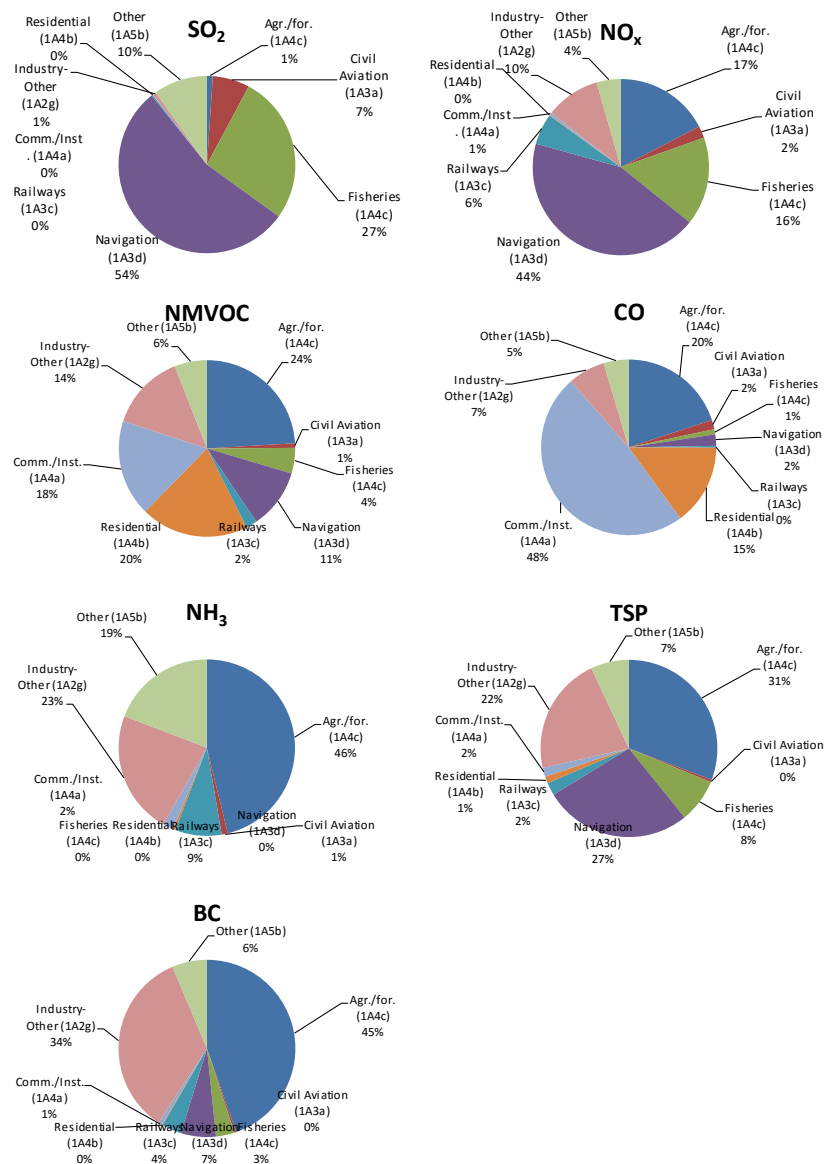 SO2
Residential
(1A4b)
0%
Other
(1A5b)
10%
Agr./for.
(1A4c)
1%
Civil
Aviation
(1A3a)
7%
Industry-
Other
(1A2g)
1%
Comm./Inst
. (1A4a)
0%
Railways
(1A3c)
0%
Navigation
(1A3d)
54%
Fisheries
(1A4c)
27%
NOx
Industry-
Other
(1A2g)
10%
Other
(1A5b)
4%
Agr./for.
(1A4c)
17%
Residential
(1A4b)
0%
Civil
Aviation
(1A3a)
2%
Comm./Inst
. (1A4a)
1%
Railways
(1A3c)
6%
Fisheries
(1A4c)
16%
Navigation
(1A3d)
44%
NMVOC
Other (1A5b)
6%
Agr./for.
(1A4c)
24%
Industry-
Other (1A2g)
14%
Civil Aviation
(1A3a)
1%
Comm./Inst.
(1A4a)
18%
Fisheries
(1A4c)
4%
Residential
(1A4b)
20%
Railways
(1A3c)
2%
Navigation
(1A3d)
11%
CO
Other (1A5b)
5%
Agr./for.
(1A4c)
20%
Industry-
Other (1A2g)
7%
Civil Aviation
(1A3a)
2%
Fisheries
(1A4c)
1%
Navigation
(1A3d)
2%
Railways
(1A3c)
0%
Residential
(1A4b)
15%
Comm./Inst.
(1A4a)
48%
NH3
Other (1A5b)
19%
Industry-
Other (1A2g)
23%
Agr./for.
(1A4c)
46%
Comm./Inst.
(1A4a)
2%
Fisheries
(1A4c)
0%
Residential
(1A4b)
0%
Railways
(1A3c)
9%
Navigation
(1A3d)
0%
Civil Aviation
(1A3a)
1%
TSP
Other (1A5b)
7%
Agr./for.
(1A4c)
31%
Industry-
Other (1A2g)
22%
Comm./Inst.
(1A4a)
2%
Civil Aviation
(1A3a)
0%
Residential
(1A4b)
1%
Railways
(1A3c)
2%
Navigation
(1A3d)
27%
Fisheries
(1A4c)
8%
BC
Other (1A5b)
6%
Agr./for.
(1A4c)
45%
Industry-
Other (1A2g)
34%
Comm./Inst.
(1A4a)
1%
Civil Aviation
(1A3a)
0%
Residential
(1A4b)
0%
Railways
(1A3c)
4%
Navigation
(1A3d)
7%
Fisheries
(1A4c)
3%